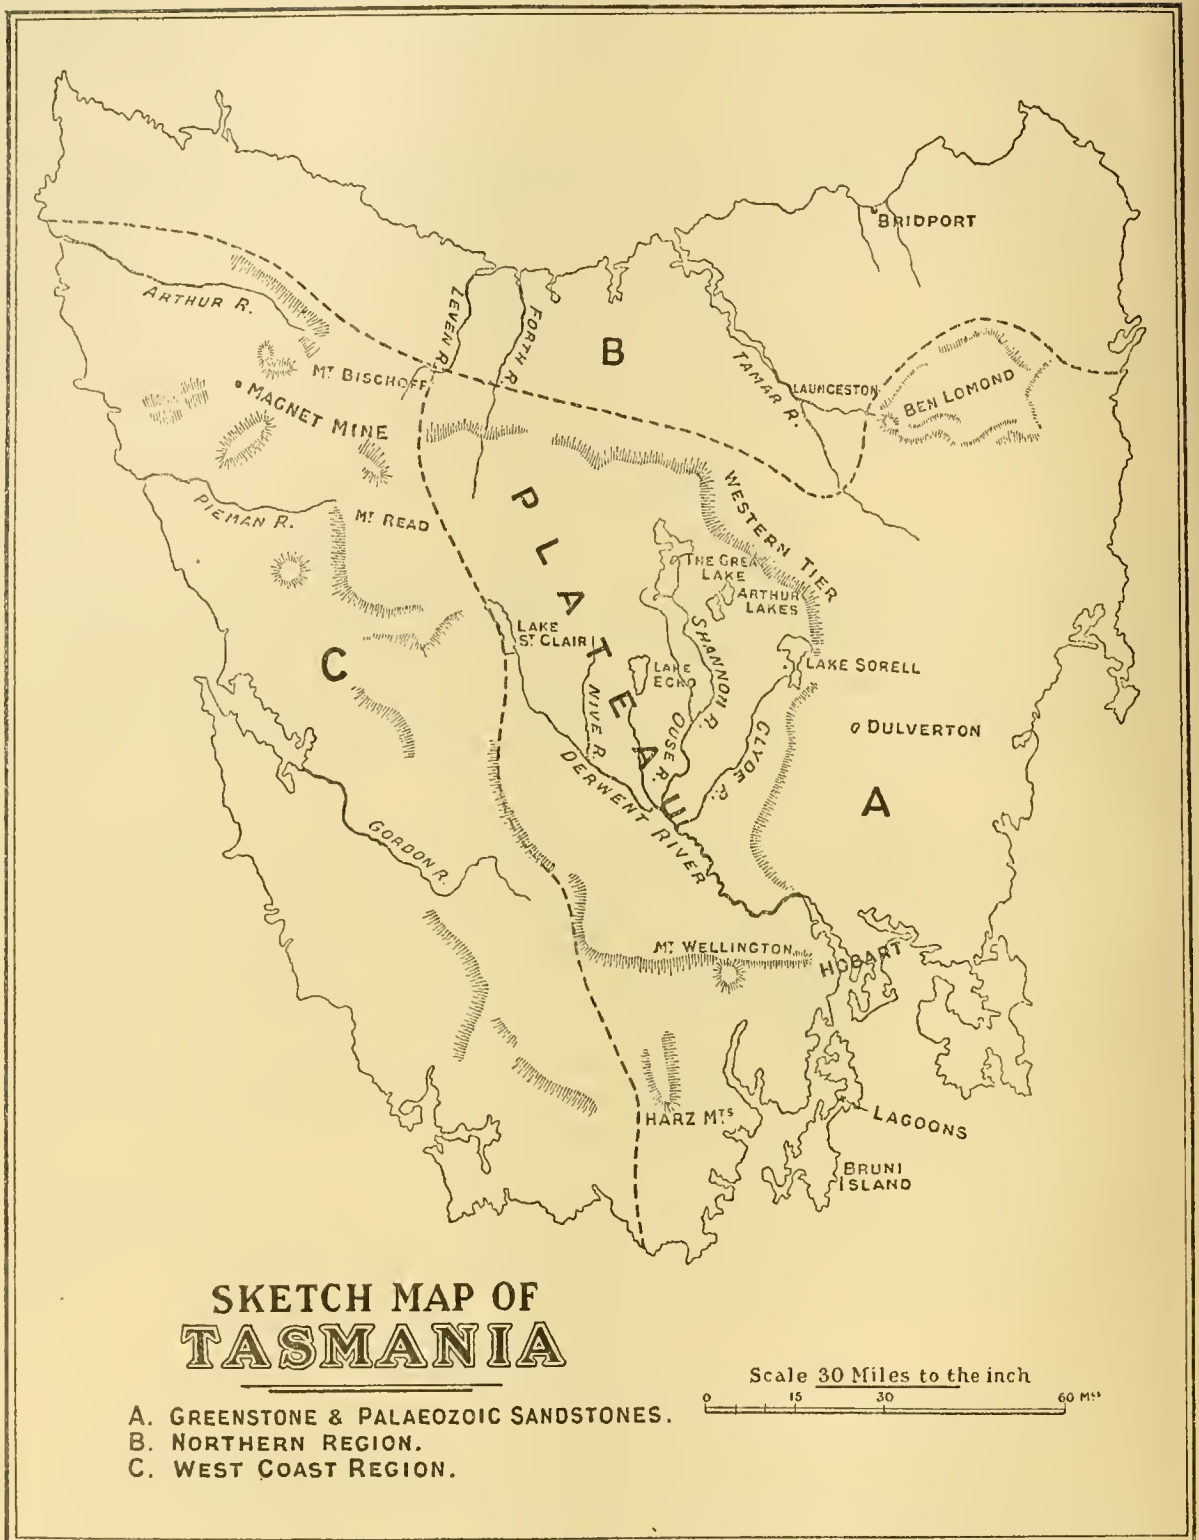 BRIDPORT
ARTHUR R.
LEVEN R.
FORTH R.
B
MT BISCHOFF
MAGNET MINE
TAMAR R.
LAUNCESTON
BEN LOMOND
PIEMAN R.
MT READ
PLATEAU
WESTERN TIER
THE GREA
LAKE
ARTHUR
LAKES
LAKE
ST CLAIR
SHANNON R.
LAKE
ECHO
LAKE SORELL
C
NIVE R.
OUSE R.
CLYDE R.
DULVERTON
DERWENT RIVER
A
GORDON R.
MT WELLINGTON
HOBART
HARZ MTS
LAGOONS
BRUNI
ISLAND
SKETCH MAP OF
TASMANIA
Scale 30 Miles to the inch
0 15 30 60 MLS
A. GREENSTONE & PALAEOZOIC SANDSTONES.
B. NORTHERN REGION.
C. WEST COAST REGION.